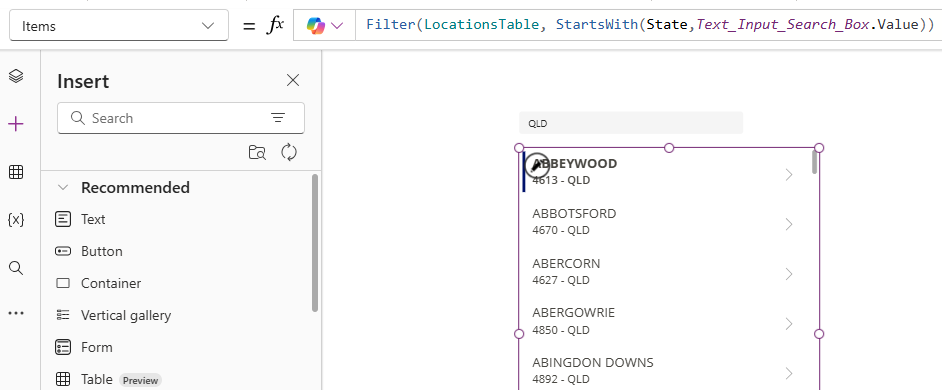 Items
= fx Filter(LocationsTable, StartsWith(State,Text_Input_Search_Box.Value))
Insert
Search
Recommended
Text
Button
Container
Vertical gallery
Form
Table Preview
{x}
QLD
ABBEYWOOD
4613 - QLD
ABBOTSFORD
4670 - QLD
ABERCORN
4627 - QLD
ABERGOWRIE
4850 - QLD
ABINGDON DOWNS
4892 - QLD